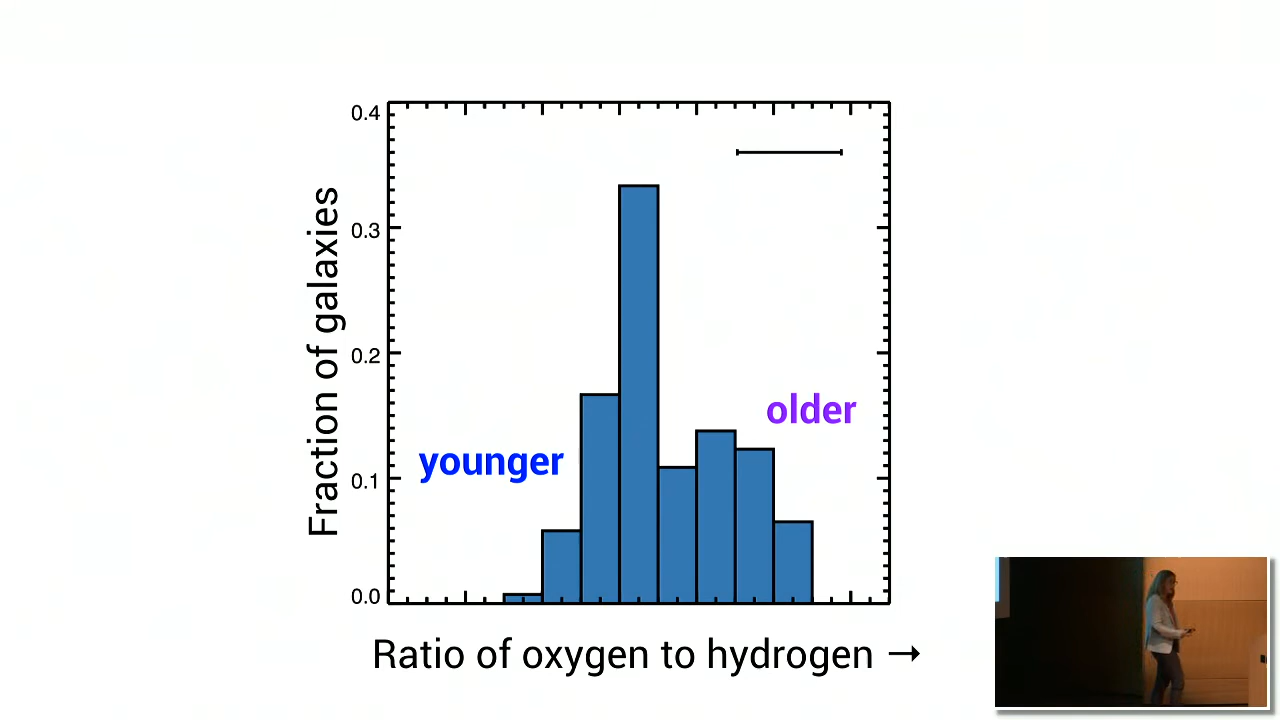 0.4
0.3
0.2
0.1
0.0
Fraction of galaxies
younger
older
Ratio of oxygen to hydrogen →